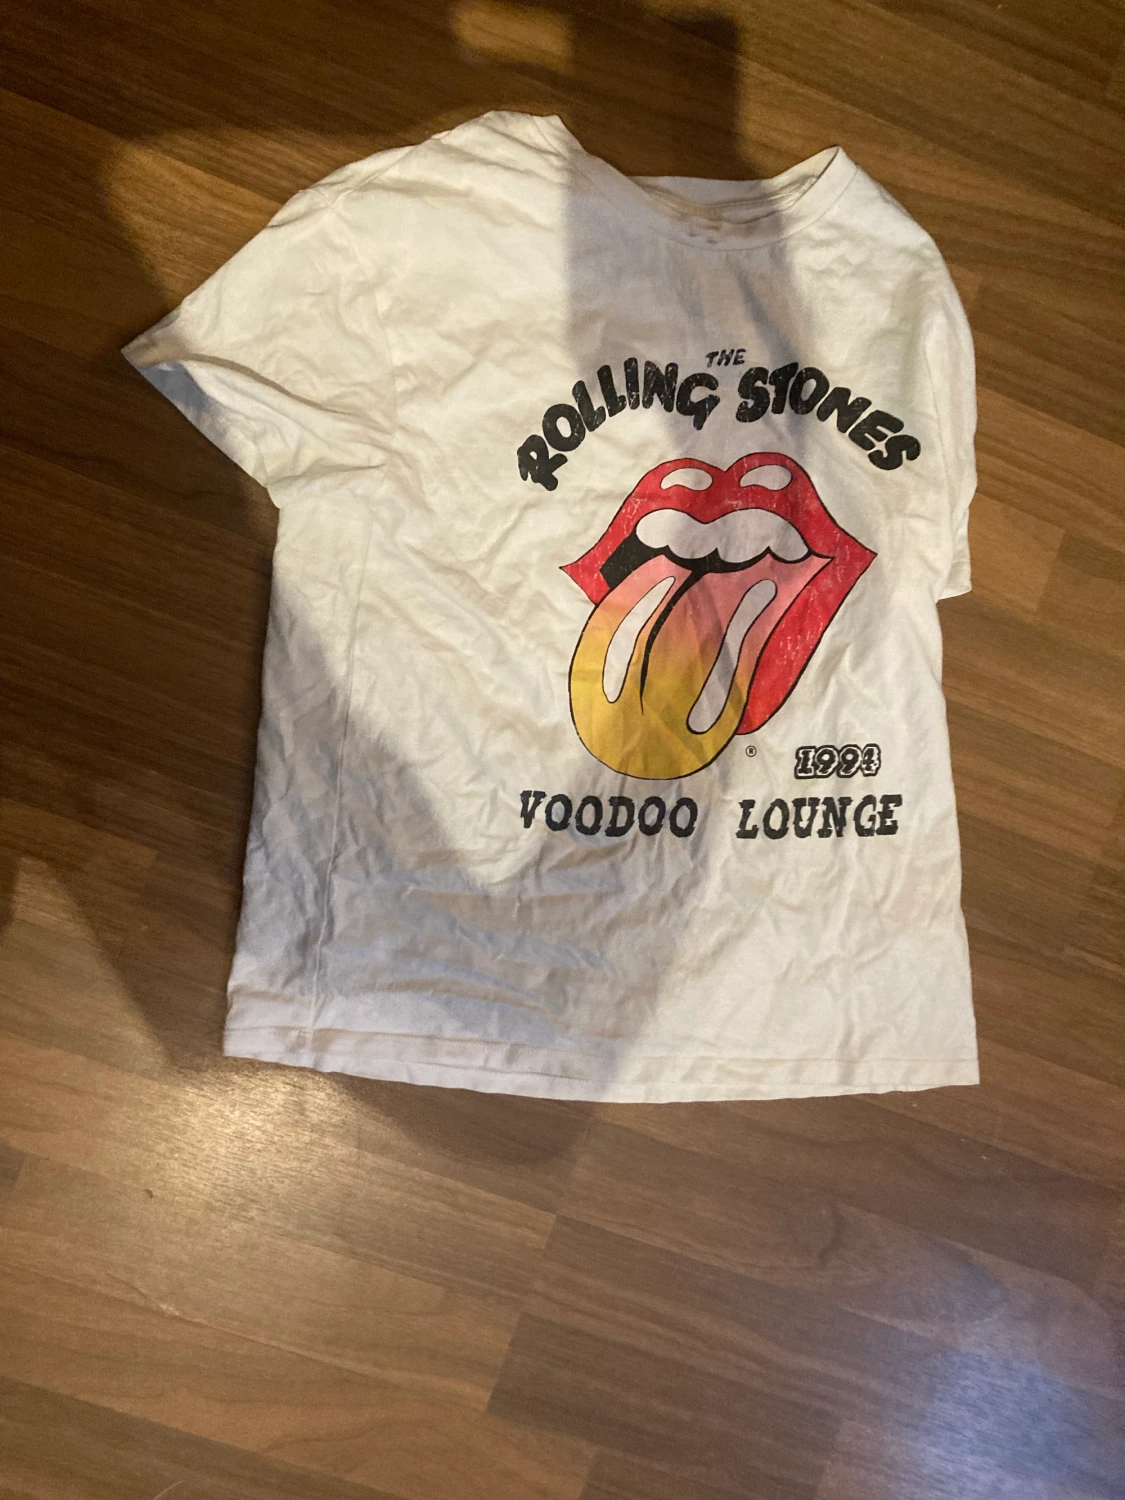 THE
ROLLING STONES
®
1994
VOODOO LOUNGE